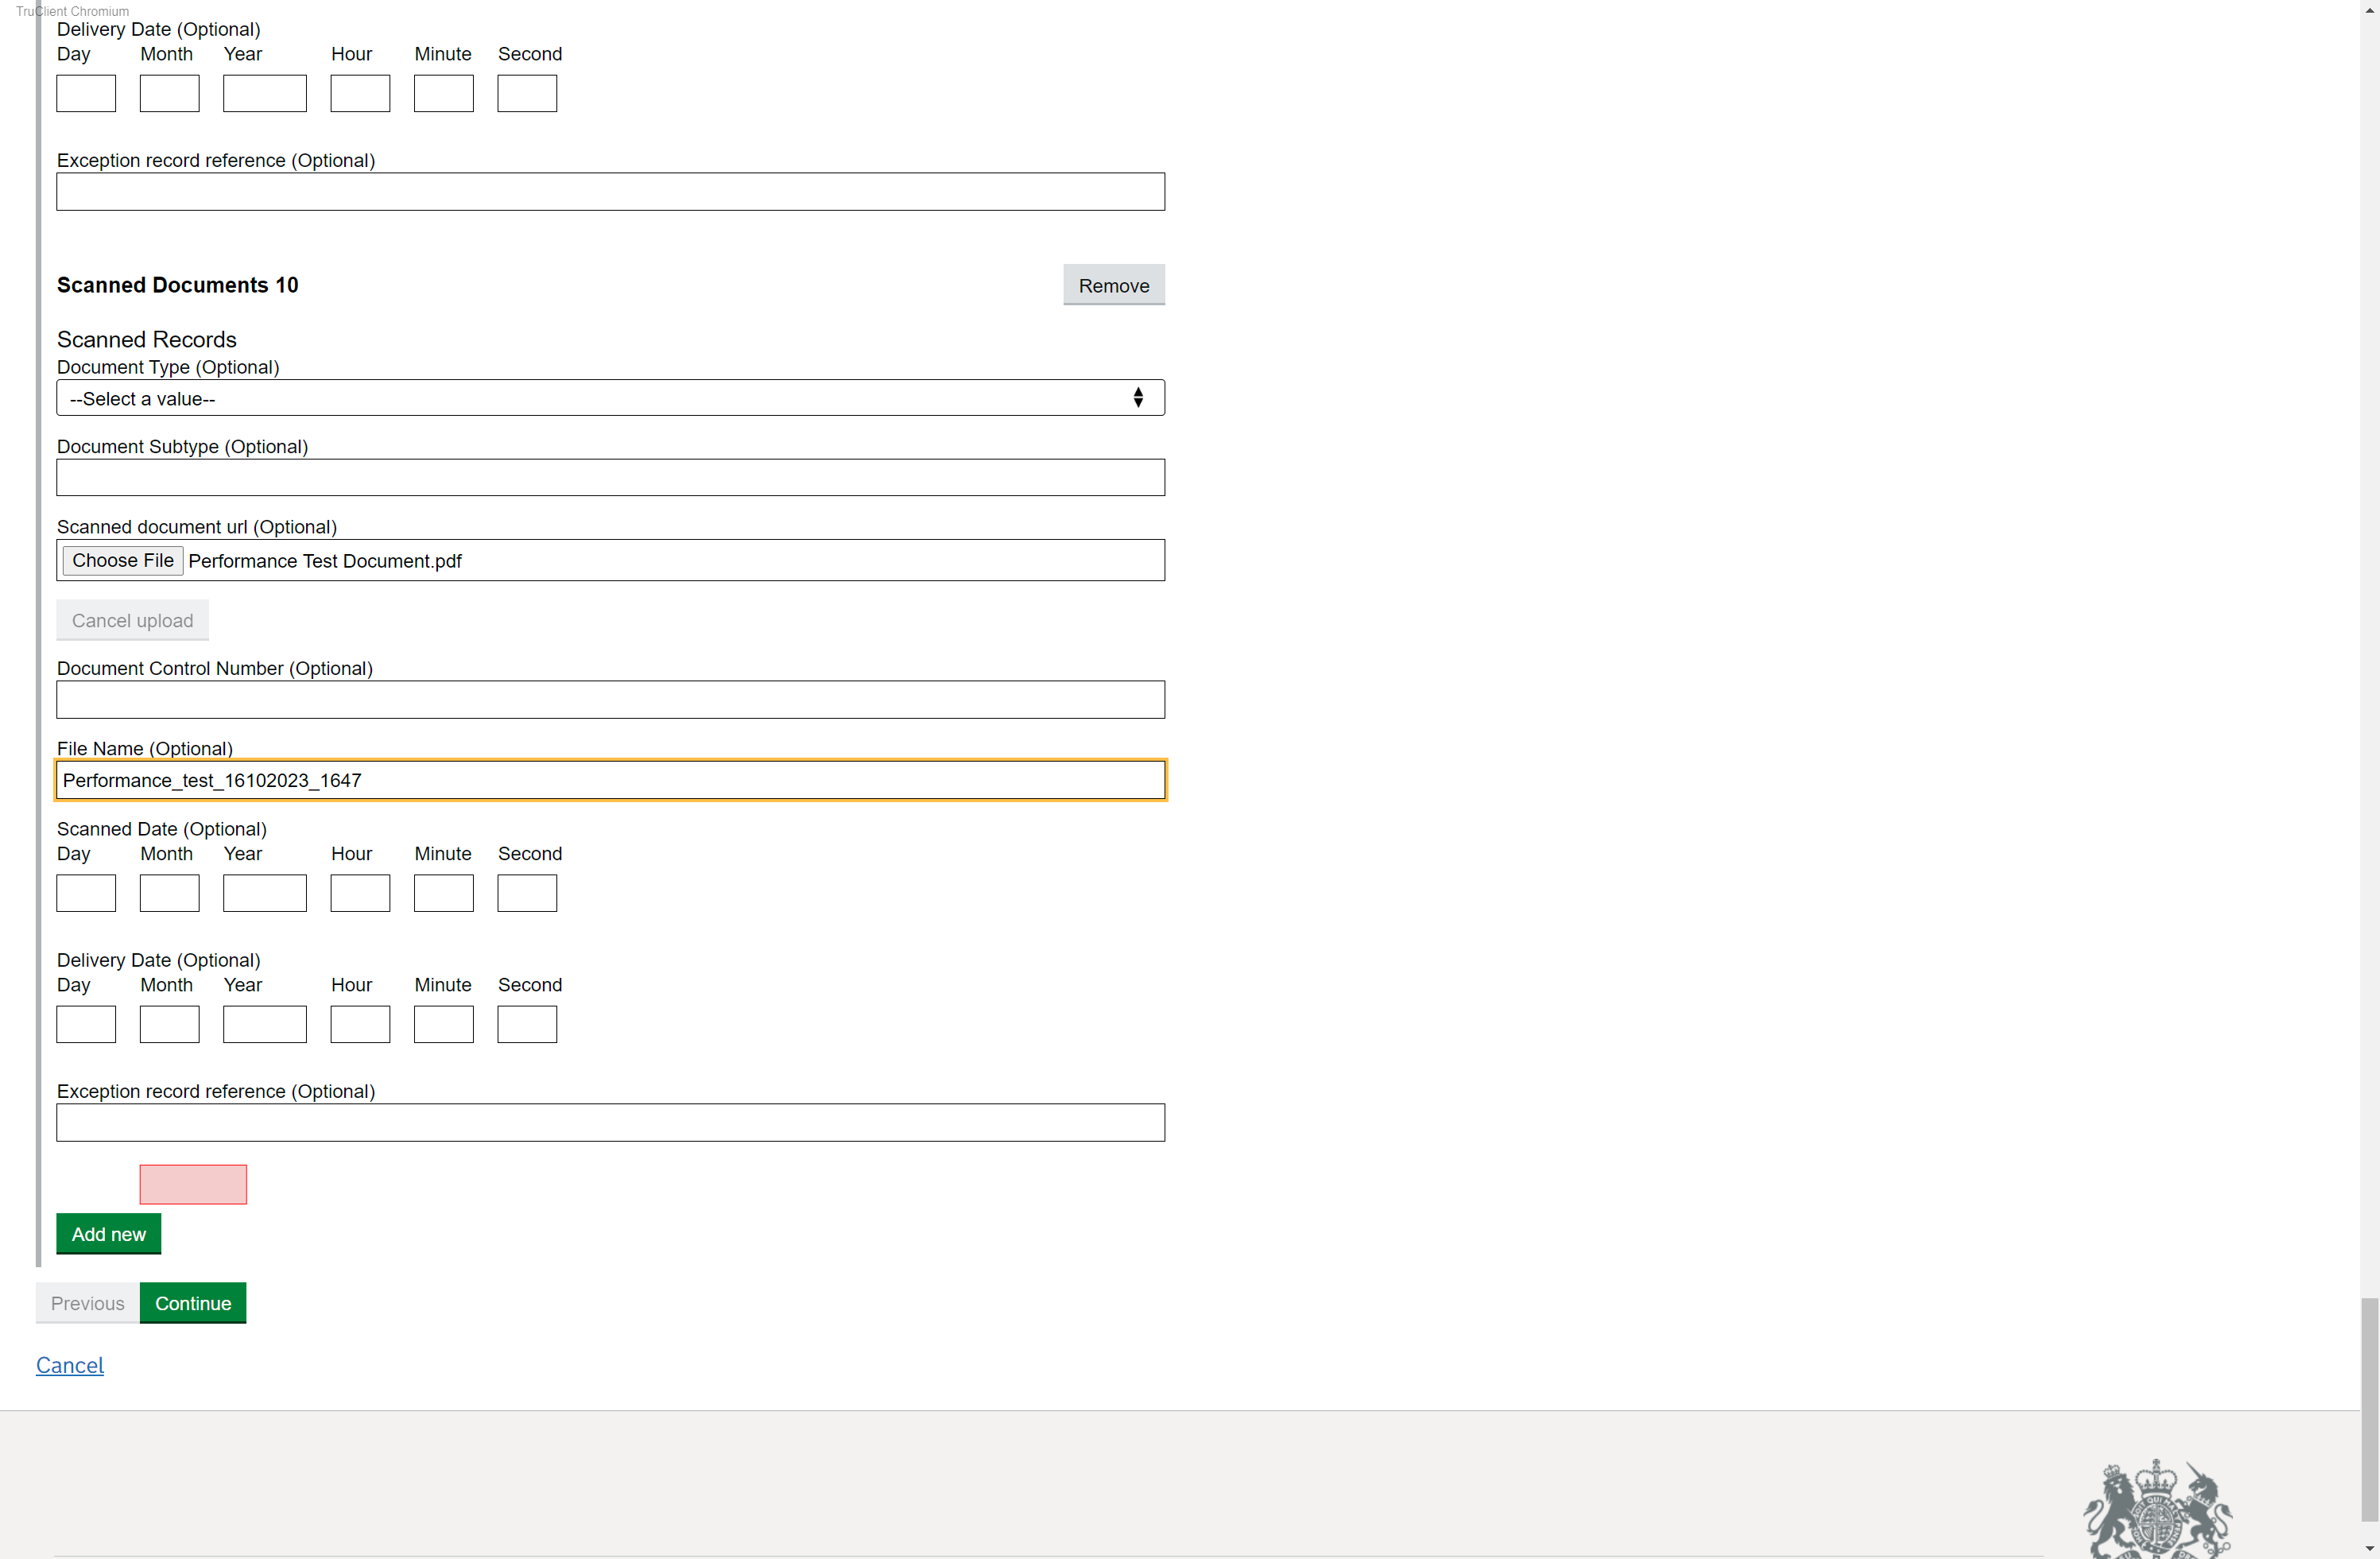 TruClient Chromium
Delivery Date (Optional)
Day Month Year Hour Minute Second
Exception record reference (Optional)
Scanned Documents 10 Remove
Scanned Records
Document Type (Optional)
--Select a value--
Document Subtype (Optional)
Scanned document url (Optional)
Choose File Performance Test Document.pdf
Cancel upload
Document Control Number (Optional)
File Name (Optional)
Performance_test_16102023_1647
Scanned Date (Optional)
Day Month Year Hour Minute Second
Delivery Date (Optional)
Day Month Year Hour Minute Second
Exception record reference (Optional)
Add new
Previous Continue
Cancel